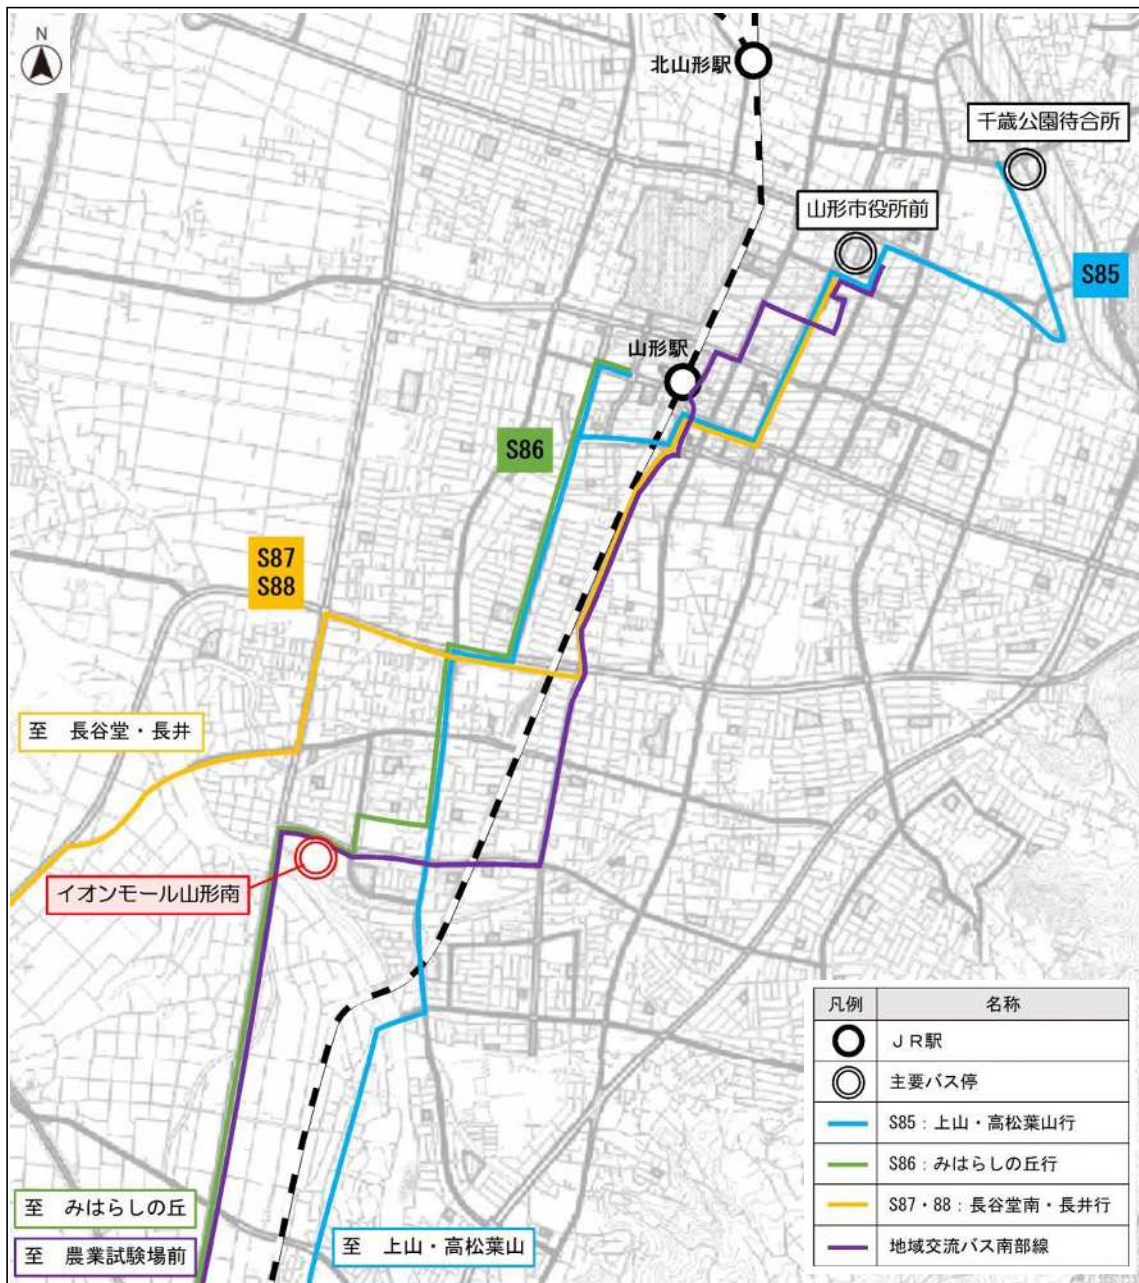 N
北山形駅
千歳公園待合所
山形市役所前
S85
山形駅
S86
S87
S88
至　長谷堂・長井
イオンモール山形南
至　みはらしの丘
至　農業試験場前
至　上山・高松葉山
凡例　名称
ＪＲ駅
主要バス停
S85：上山・高松葉山行
S86：みはらしの丘行
S87・88：長谷堂南・長井行
地域交流バス南部線